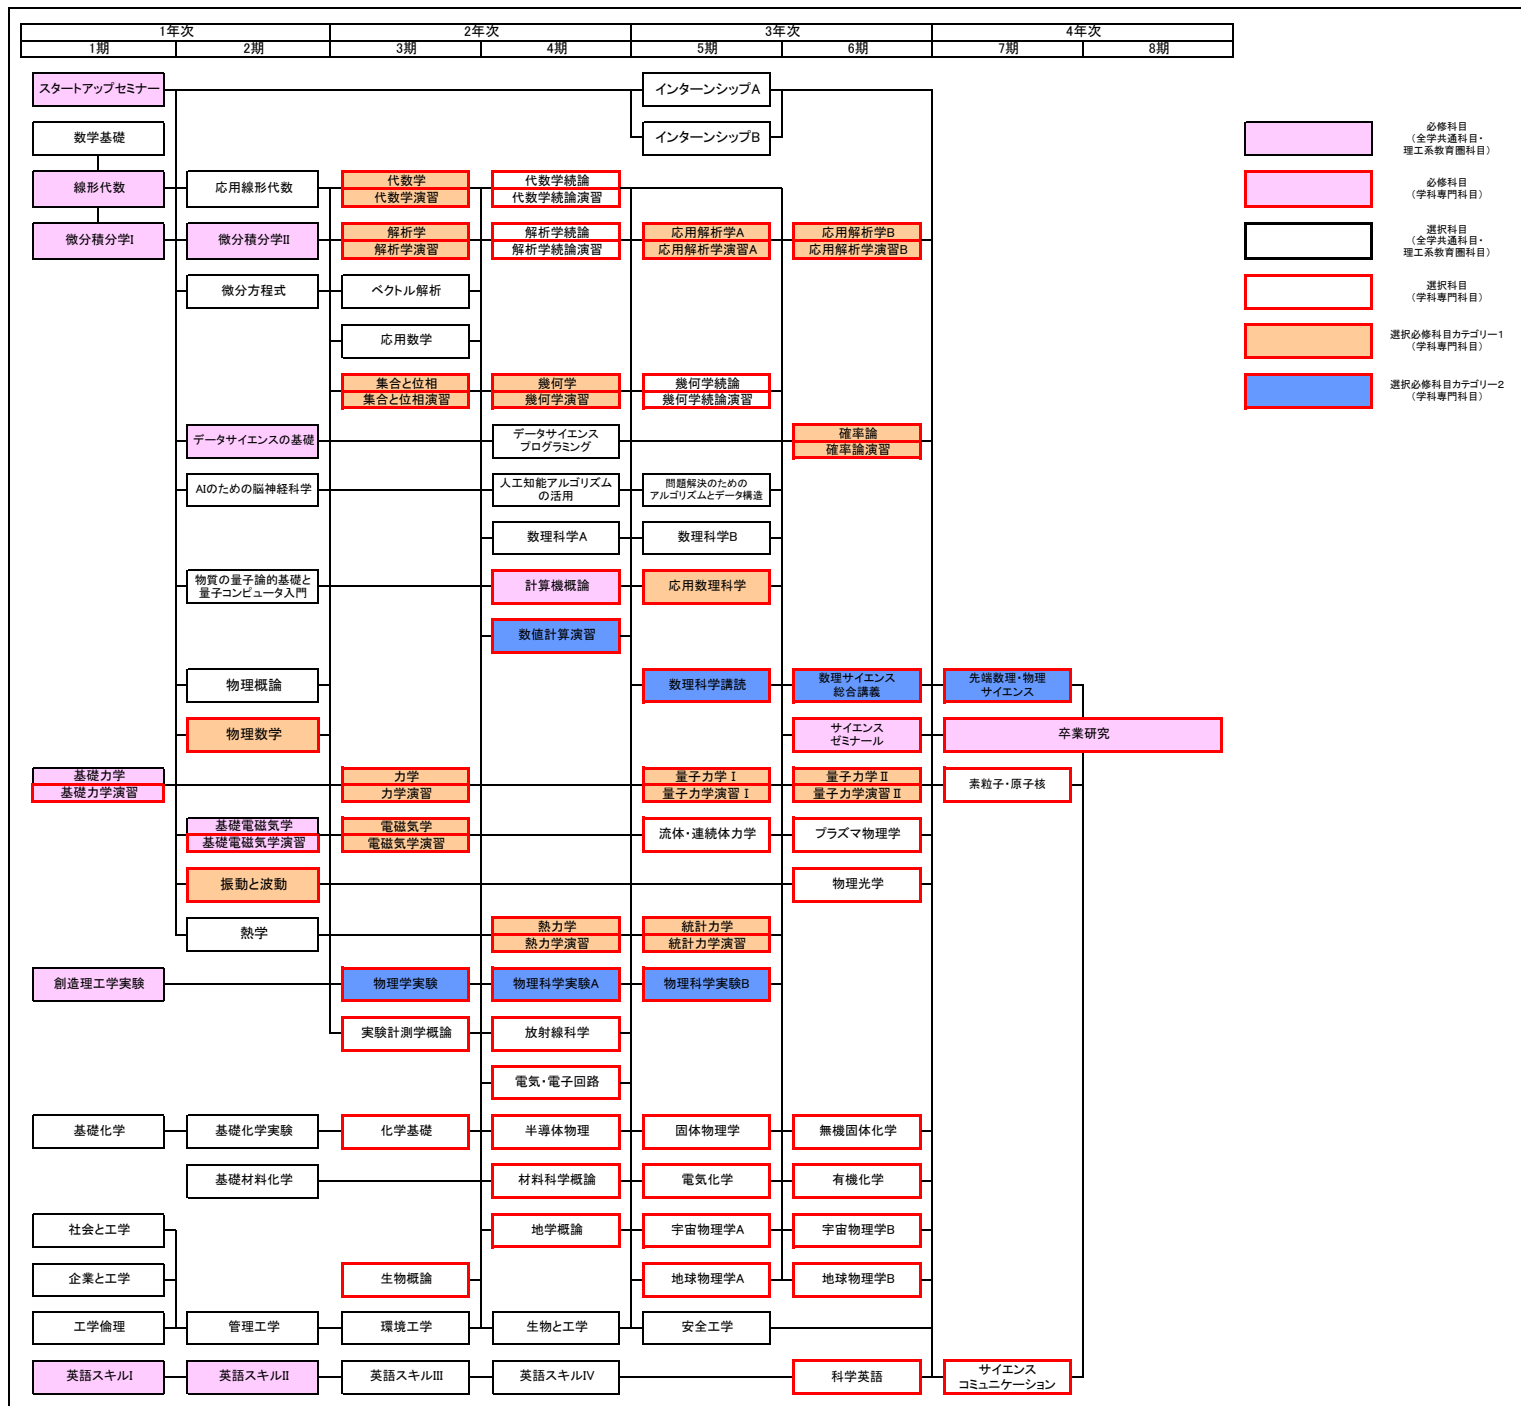 1年次 2年次 3年次 4年次
1期 2期 3期 4期 5期 6期 7期 8期
スタートアップセミナー インターンシップA
数学基礎 インターンシップB
線形代数 応用線形代数 代数学 代数学続論
代数学演習 代数学続論演習
微分積分学I 微分積分学II 解析学 解析学続論 応用解析学A 応用解析学B
解析学演習 解析学続論演習 応用解析学演習A 応用解析学演習B
微分方程式 ベクトル解析
応用数学
集合と位相 幾何学 幾何学続論
集合と位相演習 幾何学演習 幾何学続論演習
データサイエンスの基礎 データサイエンス 確率論
プログラミング 確率論演習
AIのための脳神経科学 人工知能アルゴリズム 問題解決のための
の活用 アルゴリズムとデータ構造
数理科学A 数理科学B
物質の量子論的基礎と 計算機概論 応用数理科学
量子コンピュータ入門
数値計算演習
物理概論 数理科学講読 数理サイエンス 先端数理・物理
総合講義 サイエンス
物理数学 サイエンス 卒業研究
ゼミナール
基礎力学 力学 量子力学Ⅰ 量子力学Ⅱ 素粒子・原子核
基礎力学演習 力学演習 量子力学演習Ⅰ 量子力学演習Ⅱ
基礎電磁気学 電磁気学 流体・連続体力学 プラズマ物理学
基礎電磁気学演習 電磁気学演習
振動と波動 物理光学
熱学 熱力学 統計力学
熱力学演習 統計力学演習
創造理工学実験 物理学実験 物理科学実験A 物理科学実験B
実験計測学概論 放射線科学
電気・電子回路
基礎化学 基礎化学実験 化学基礎 半導体物理 固体物理学 無機固体化学
基礎材料化学 材料科学概論 電気化学 有機化学
社会と工学 地学概論 宇宙物理学A 宇宙物理学B
企業と工学 生物概論 地球物理学A 地球物理学B
工学倫理 管理工学 環境工学 生物と工学 安全工学
英語スキルI 英語スキルII 英語スキルIII 英語スキルIV 科学英語 サイエンス
コミュニケーション
必修科目
（全学共通科目・
理工系教育圏科目）
必修科目
（学科専門科目）
選択科目
（全学共通科目・
理工系教育圏科目）
選択科目
（学科専門科目）
選択必修科目カテゴリー1
（学科専門科目）
選択必修科目カテゴリー2
（学科専門科目）